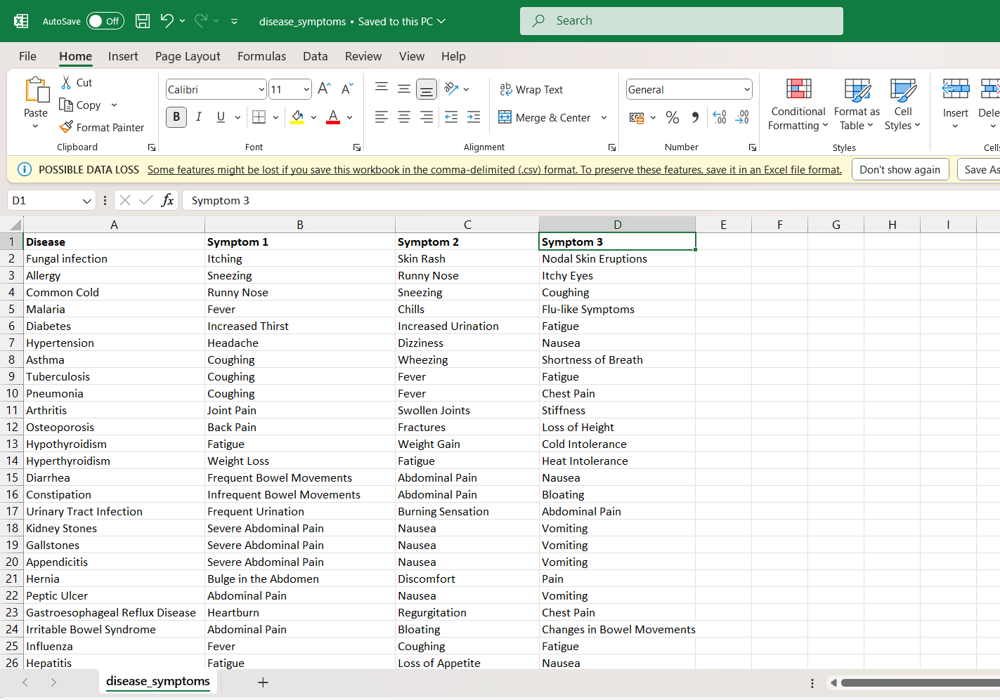 AutoSave Off disease_symptoms • Saved to this PC Search
File Home Insert Page Layout Formulas Data Review View Help
Paste Cut Copy Format Painter Clipboard
Calibri 11 A A B I U A Font
ab Wrap Text Merge & Center Alignment
General % Number
Conditional Formatting Format as Table Cell Styles Styles
Insert Dele Cells
POSSIBLE DATA LOSS Some features might be lost if you save this workbook in the comma-delimited (.csv) format. To preserve these features, save it in an Excel file format. Don't show again Save As
D1 fx Symptom 3
A B C D E F G H I
1 Disease Symptom 1 Symptom 2 Symptom 3
2 Fungal infection Itching Skin Rash Nodal Skin Eruptions
3 Allergy Sneezing Runny Nose Itchy Eyes
4 Common Cold Runny Nose Sneezing Coughing
5 Malaria Fever Chills Flu-like Symptoms
6 Diabetes Increased Thirst Increased Urination Fatigue
7 Hypertension Headache Dizziness Nausea
8 Asthma Coughing Wheezing Shortness of Breath
9 Tuberculosis Coughing Fever Fatigue
10 Pneumonia Coughing Fever Chest Pain
11 Arthritis Joint Pain Swollen Joints Stiffness
12 Osteoporosis Back Pain Fractures Loss of Height
13 Hypothyroidism Fatigue Weight Gain Cold Intolerance
14 Hyperthyroidism Weight Loss Fatigue Heat Intolerance
15 Diarrhea Frequent Bowel Movements Abdominal Pain Nausea
16 Constipation Infrequent Bowel Movements Abdominal Pain Bloating
17 Urinary Tract Infection Frequent Urination Burning Sensation Abdominal Pain
18 Kidney Stones Severe Abdominal Pain Nausea Vomiting
19 Gallstones Severe Abdominal Pain Nausea Vomiting
20 Appendicitis Severe Abdominal Pain Nausea Vomiting
21 Hernia Bulge in the Abdomen Discomfort Pain
22 Peptic Ulcer Abdominal Pain Nausea Vomiting
23 Gastroesophageal Reflux Disease Heartburn Regurgitation Chest Pain
24 Irritable Bowel Syndrome Abdominal Pain Bloating Changes in Bowel Movements
25 Influenza Fever Coughing Fatigue
26 Hepatitis Fatigue Loss of Appetite Nausea
disease_symptoms